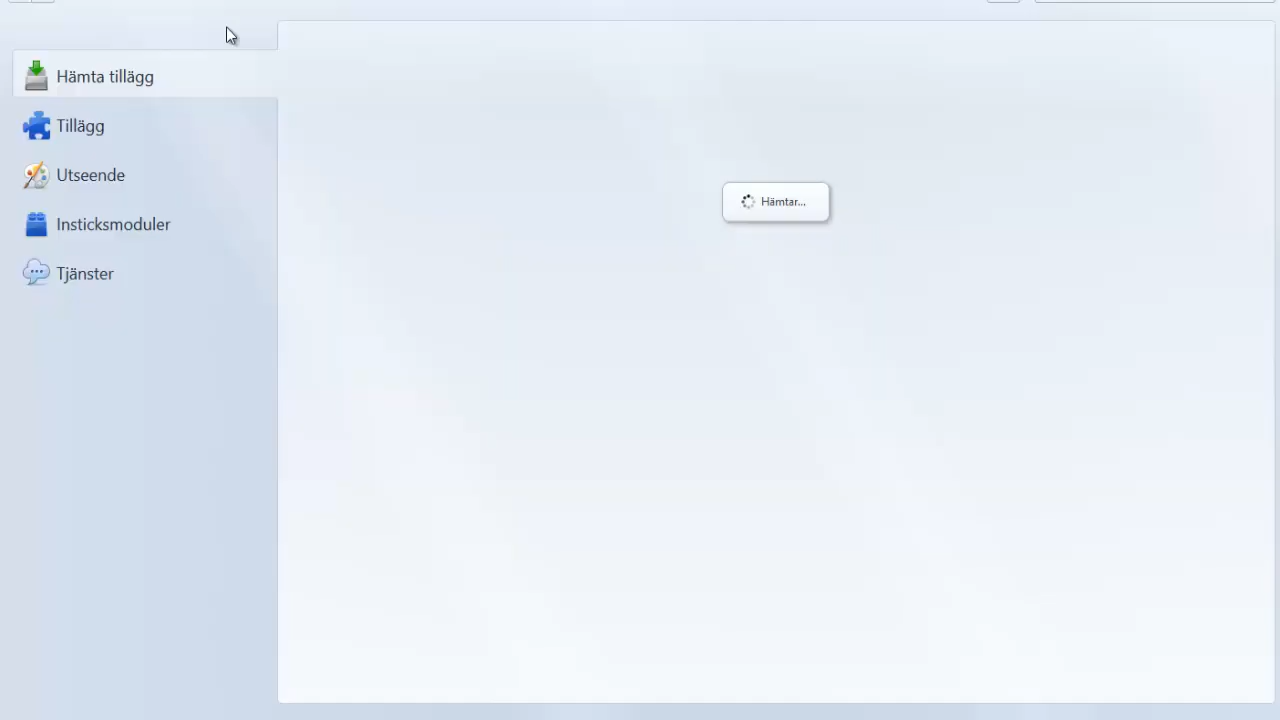 Hämta tillägg
Tillägg
Utseende
Insticksmoduler
Tjänster
Hämtar...